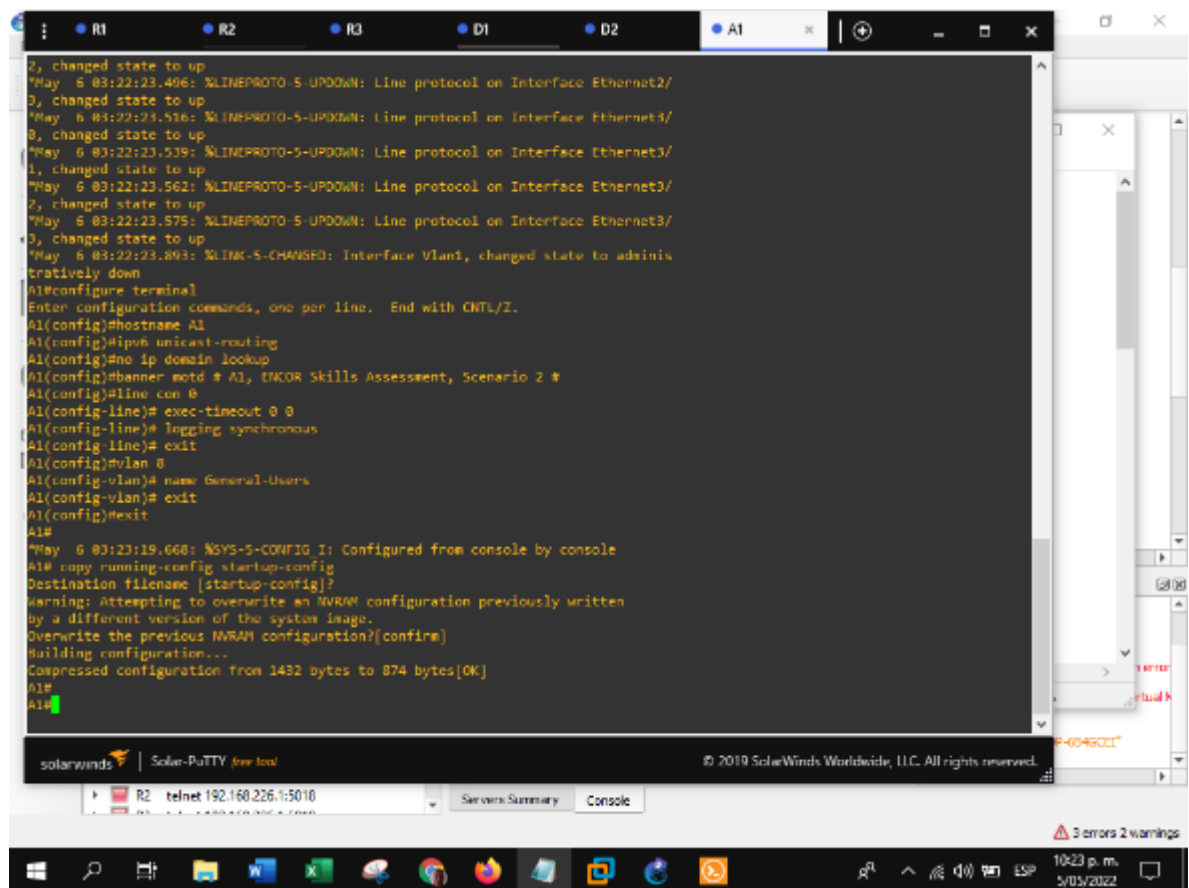 R1 R2 R3 D1 D2 A1
2, changed state to up
*May  6 03:22:23.496: %LINEPROTO-5-UPDOWN: Line protocol on Interface Ethernet2/
3, changed state to up
*May  6 03:22:23.516: %LINEPROTO-5-UPDOWN: Line protocol on Interface Ethernet3/
0, changed state to up
*May  6 03:22:23.539: %LINEPROTO-5-UPDOWN: Line protocol on Interface Ethernet3/
1, changed state to up
*May  6 03:22:23.562: %LINEPROTO-5-UPDOWN: Line protocol on Interface Ethernet3/
2, changed state to up
*May  6 03:22:23.575: %LINEPROTO-5-UPDOWN: Line protocol on Interface Ethernet3/
3, changed state to up
*May  6 03:22:23.893: %LINK-5-CHANGED: Interface Vlan1, changed state to adminis
tratively down
A1#configure terminal
Enter configuration commands, one per line.  End with CNTL/Z.
A1(config)#hostname A1
A1(config)#ipv6 unicast-routing
A1(config)#no ip domain lookup
A1(config)#banner motd # A1, ENCOR Skills Assessment, Scenario 2 #
A1(config)#line con 0
A1(config-line)# exec-timeout 0 0
A1(config-line)# logging synchronous
A1(config-line)# exit
A1(config)#vlan 8
A1(config-vlan)# name General-Users
A1(config-vlan)# exit
A1(config)#exit
A1#
*May  6 03:23:19.668: %SYS-5-CONFIG_I: Configured from console by console
A1# copy running-config startup-config
Destination filename [startup-config]?
Warning: Attempting to overwrite an NVRAM configuration previously written
by a different version of the system image.
Overwrite the previous NVRAM configuration?[confirm]
Building configuration...
Compressed configuration from 1432 bytes to 874 bytes[OK]
A1#
A1#
error
rtual
solarwinds | Solar-PuTTY free tool © 2019 SolarWinds Worldwide, LLC. All rights reserved.
R2 telnet 192.168.226.1:5018
Servers Summary Console
3 errors 2 warnings
ESP 10:23 p. m.
5/05/2022